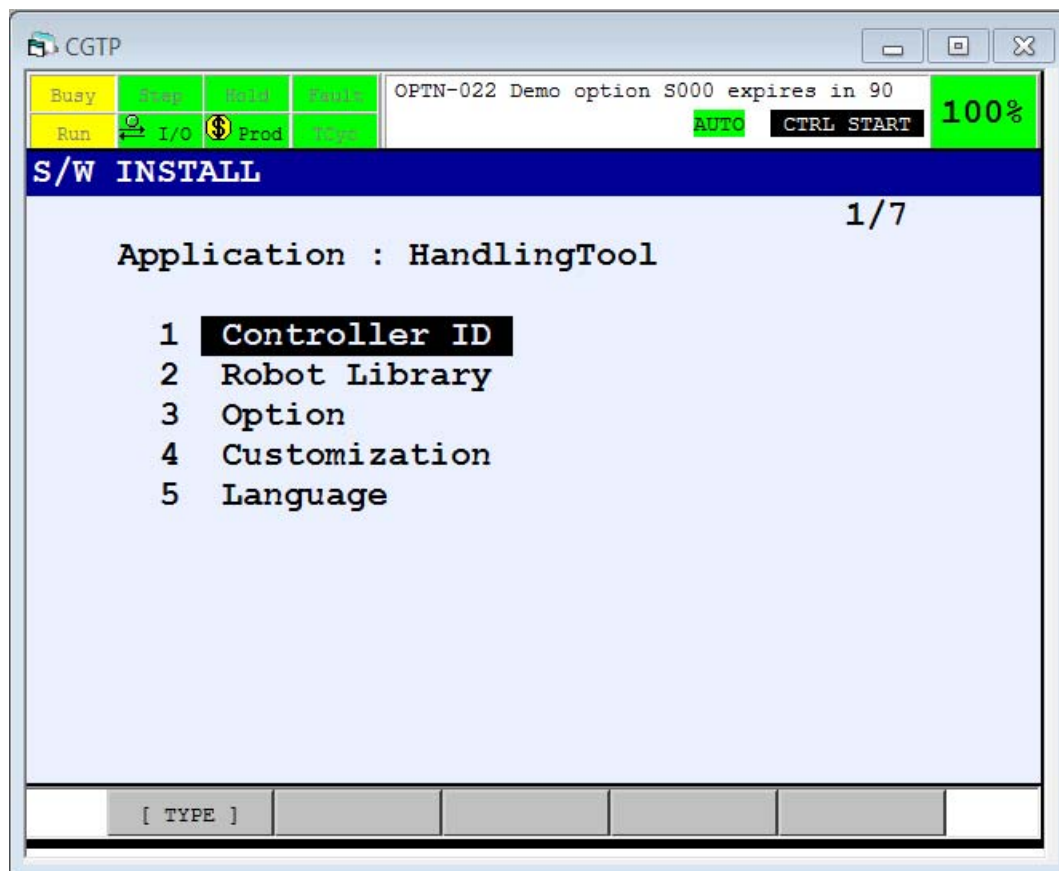 CGTP
Busy Step Hold Fault
OPTN-022 Demo option S000 expires in 90
Run I/O Prod TCyc
AUTO CTRL START
100%
S/W INSTALL
1/7
Application : HandlingTool
1 Controller ID
2 Robot Library
3 Option
4 Customization
5 Language
[ TYPE ]